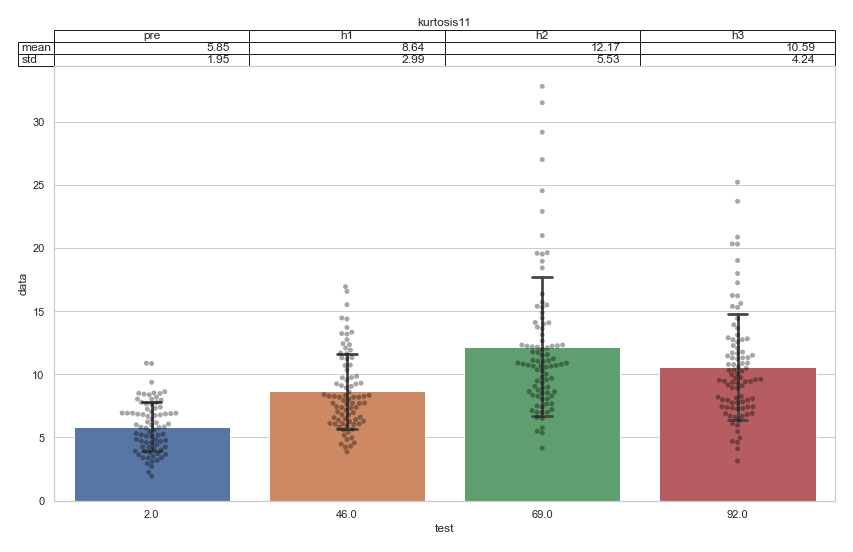 kurtosis11
pre h1 h2 h3
mean 5.85 8.64 12.17 10.59
std 1.95 2.99 5.53 4.24
30
25
20
15
10
5
0
data
2.0 46.0 69.0 92.0
test